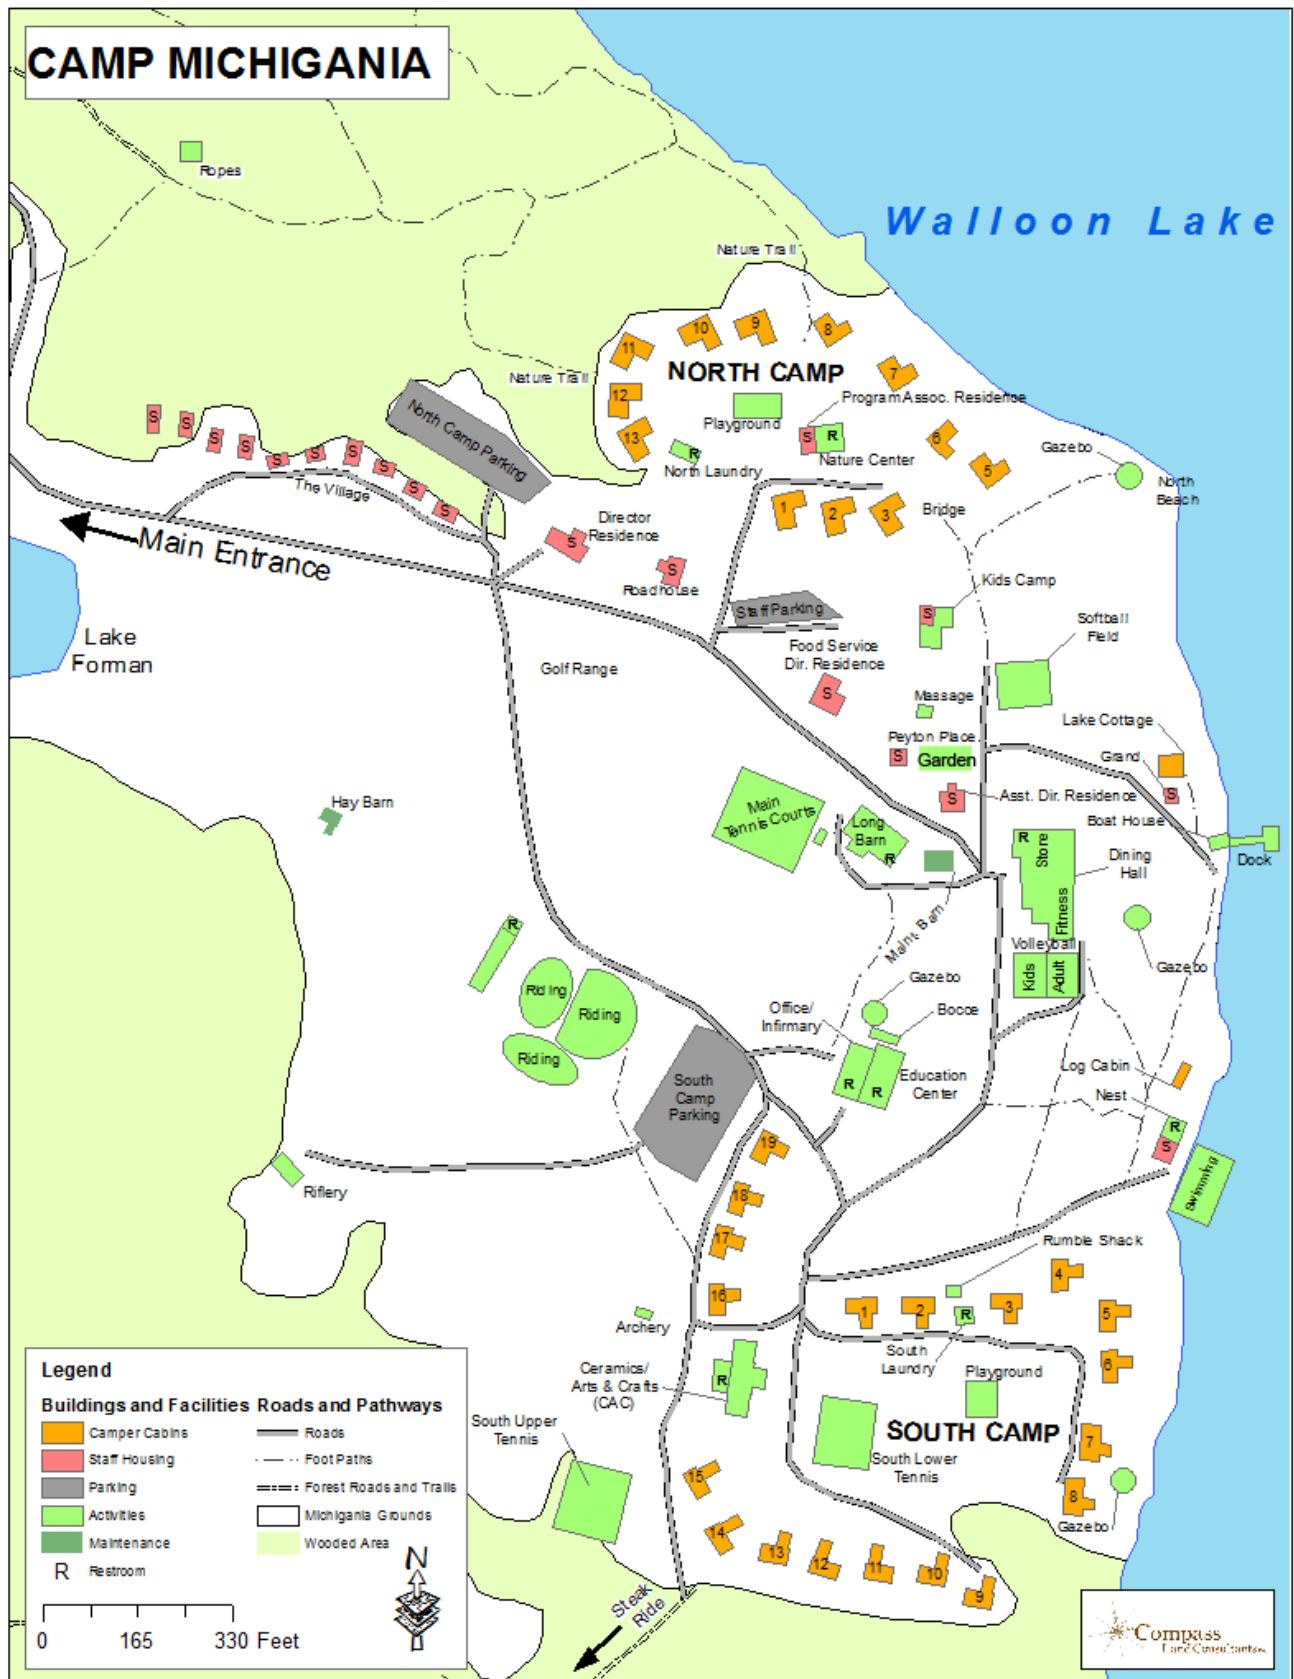 CAMP MICHIGANIA
Ropes
Walloon Lake
Nature Trail
10
9
8
11
NORTH CAMP
7
Nature Trail
12
Program Assoc. Residence
North Camp Parking
Playground
S
S
S
S
S
S
S
S
S
S
13
R
North Laundry
S
R
Nature Center
6
5
Gazebo
North
Beach
The Village
1
2
3
Bridge
Main Entrance
Director
Residence
S
S
Roadhouse
Staff Parking
Kids Camp
S
Softball
Field
Lake
Forman
Golf Range
Food Service
Dir. Residence
S
Massage
Lake Cottage
Peyton Place
S
Garden
Grand
S
S
Asst. Dir. Residence
Hay Barn
Main
Tennis Courts
Long
Barn
R
Boat House
Dock
R
Store
Dining
Hall
Fitness
Maint. Barn
R
Volleyball
Kids
Adult
Gazebo
Riding
Riding
Riding
Gazebo
Office/
Infirmary
Bocce
R
R
Education
Center
South
Camp
Parking
Log Cabin
Nest
R
S
Swimming
Riflery
19
18
17
16
Rumble Shack
4
1
2
3
5
R
South
Laundry
6
Archery
Ceramics/
Arts & Crafts
(CAC)
R
Playground
SOUTH CAMP
South Upper
Tennis
South Lower
Tennis
7
8
Gazebo
15
14
13
12
11
10
9
Steak
Ride
Legend
Buildings and Facilities
Camper Cabins
Staff Housing
Parking
Activities
Maintenance
R Restroom
Roads and Pathways
Roads
Foot Paths
Forest Roads and Trails
Michigania Grounds
Wooded Area
N
0 165 330 Feet
Compass
Land Consultants